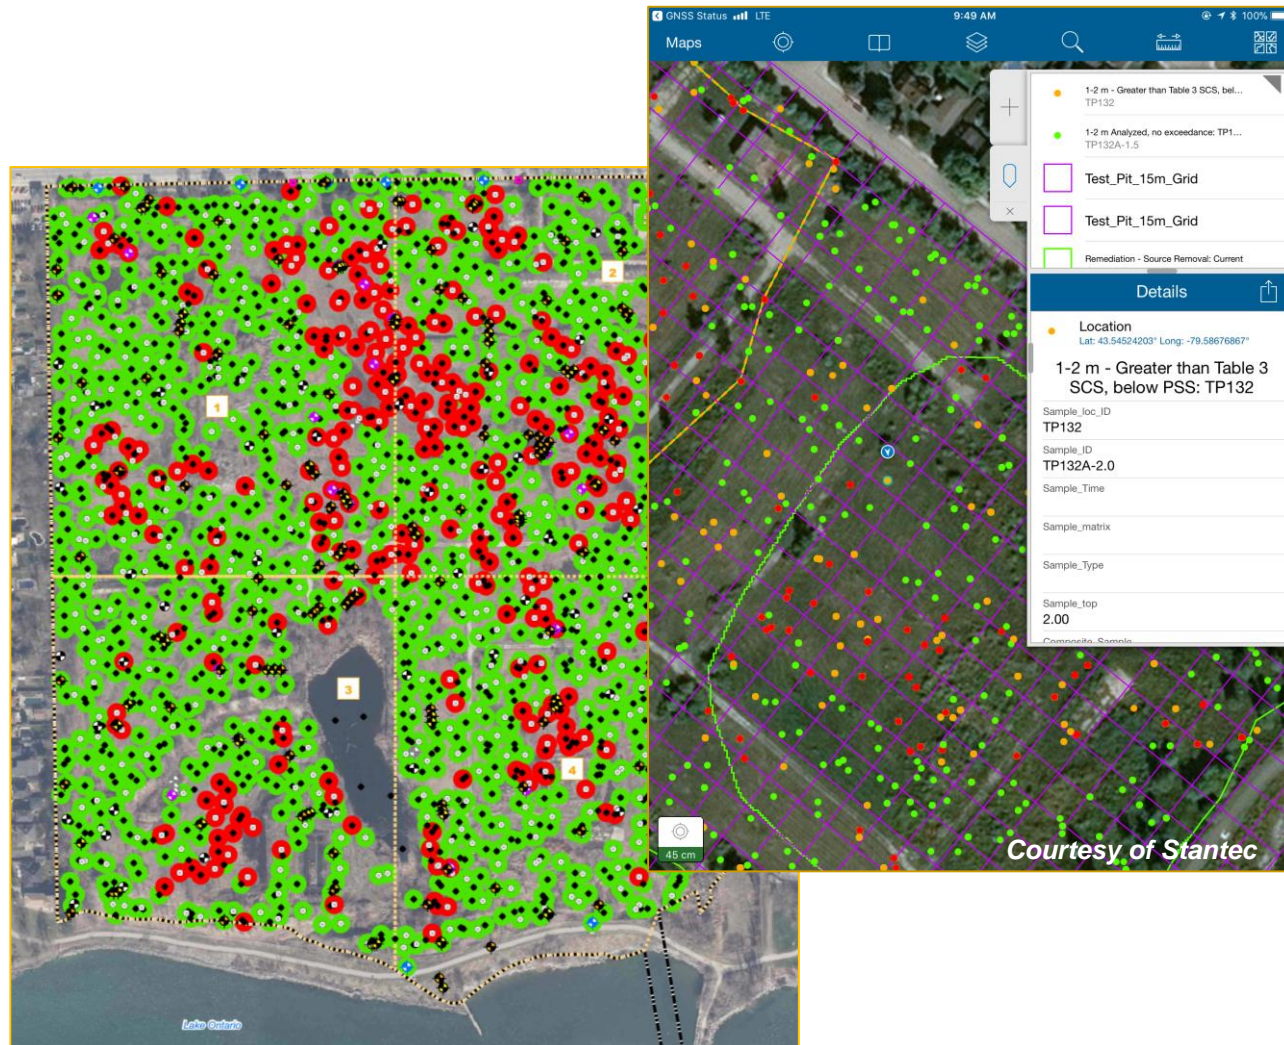 GNSS Status LTE
9:49 AM
100%
Maps
1-2 m - Greater than Table 3 SCS, bel...
TP132
1-2 m Analyzed, no exceedance: TP1...
TP132A-1.5
Test_Pit_15m_Grid
Test_Pit_15m_Grid
Remediation - Source Removal: Current
Details
Location
Lat: 43.54524203° Long: -79.58676867°
1-2 m - Greater than Table 3
SCS, below PSS: TP132
Sample_loc_ID
TP132
Sample_ID
TP132A-2.0
Sample_Time
Sample_matrix
Sample_Type
Sample_top
2.00
Composite_Sample
45 cm
Courtesy of Stantec
2
1
3
4
Lake Ontario